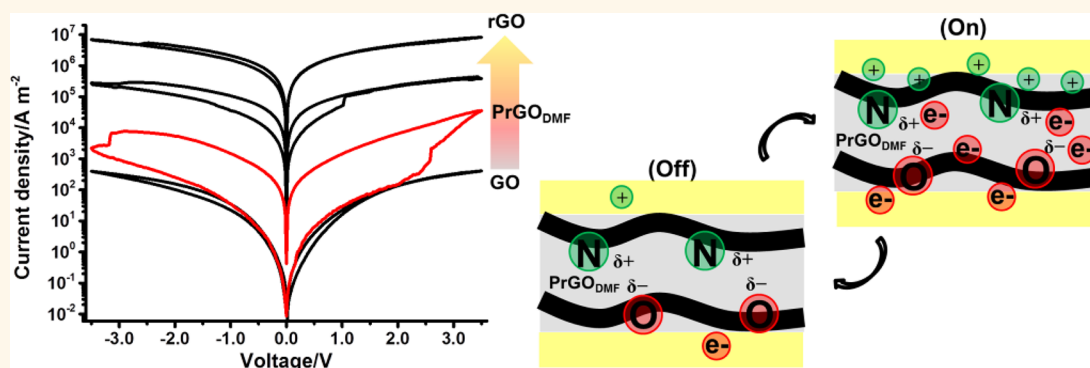 Current density/A m⁻²
10⁷
10⁶
10⁵
10⁴
10³
10²
10¹
10⁰
10⁻¹
10⁻²
-3.0 -2.0 -1.0 0.0 1.0 2.0 3.0
Voltage/V
rGO
PrGO_DMF
GO
(Off)
+
N δ+ N δ+
PrGO_DMF δ− δ−
O O
e-
(On)
+ + + + +
N δ+ e- N δ+ e-
PrGO_DMF δ− e- δ− e-
O O
e- e-